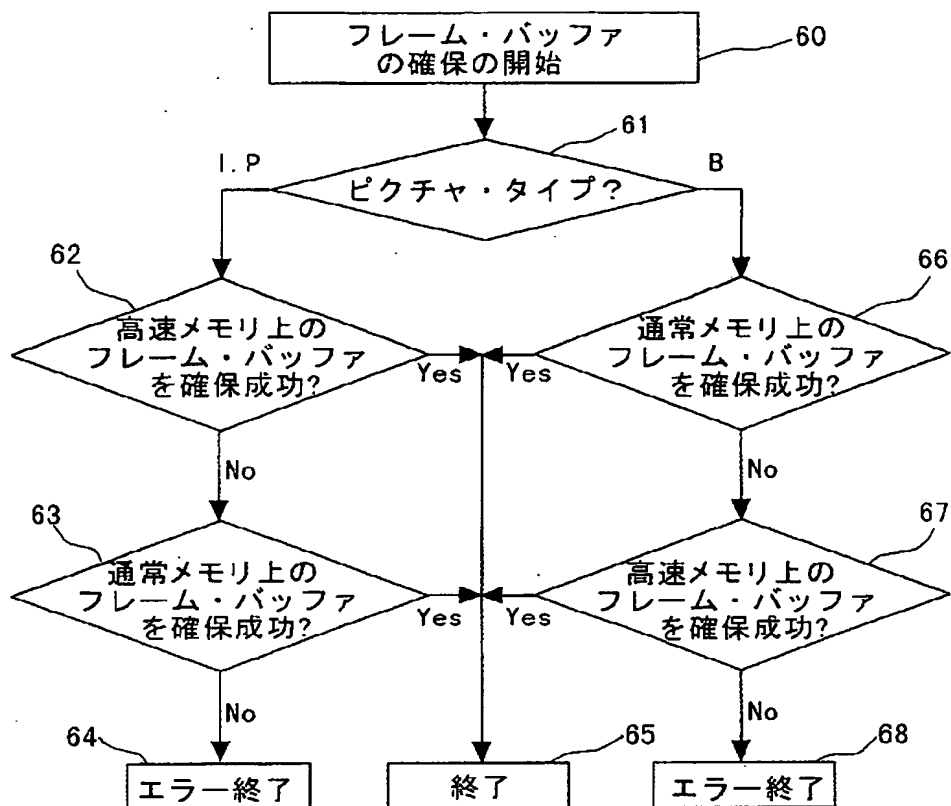 フレーム・バッファ
の確保の開始
60
61
I.P
B
ピクチャ・タイプ?
62
66
高速メモリ上の
フレーム・バッファ
を確保成功?
Yes
Yes
通常メモリ上の
フレーム・バッファ
を確保成功?
No
No
63
67
通常メモリ上の
フレーム・バッファ
を確保成功?
Yes
Yes
高速メモリ上の
フレーム・バッファ
を確保成功?
No
No
64
65
68
エラー終了
終了
エラー終了